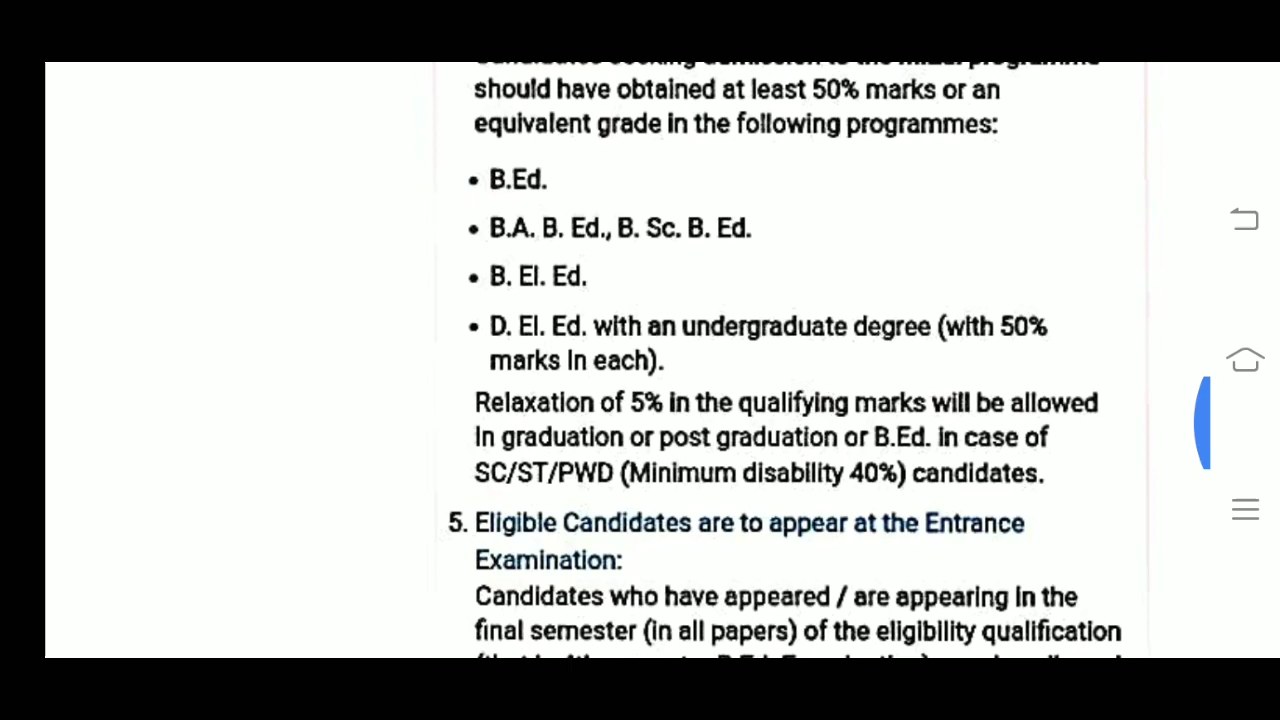 should have obtained at least 50% marks or an
equivalent grade in the following programmes:
• B.Ed.
• B.A. B. Ed., B. Sc. B. Ed.
• B. El. Ed.
• D. El. Ed. with an undergraduate degree (with 50%
marks in each).
Relaxation of 5% in the qualifying marks will be allowed
in graduation or post graduation or B.Ed. in case of
SC/ST/PWD (Minimum disability 40%) candidates.
5. Eligible Candidates are to appear at the Entrance
Examination:
Candidates who have appeared / are appearing in the
final semester (in all papers) of the eligibility qualification